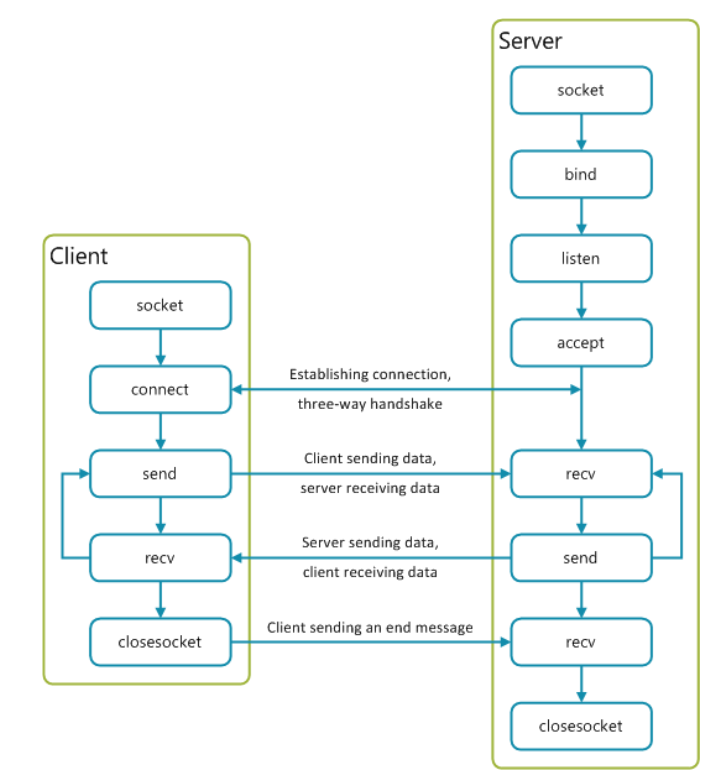 Server
socket
bind
listen
accept
recv
send
recv
closesocket
Client
socket
connect
send
recv
closesocket
Establishing connection,
three-way handshake
Client sending data,
server receiving data
Server sending data,
client receiving data
Client sending an end message